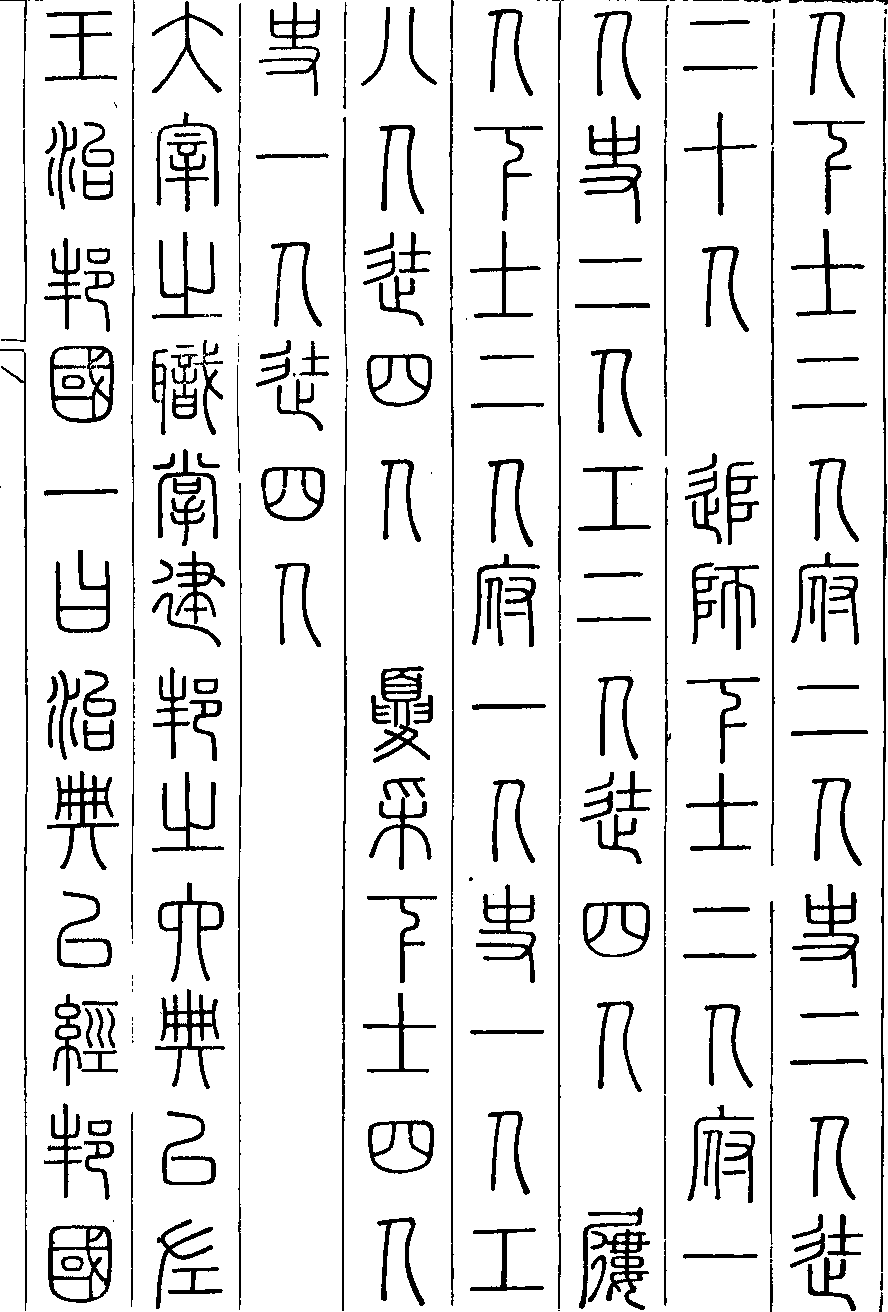 人下士二人府二人史二人徒
二十人　追師下士二人府一
人史二人工二人徒四人　屨
人下士二人府一人史一人工
八人徒四人　夏采下士四人
史一人徒四人
大宰之職掌建邦之六典以左
王治邦國一曰治典以經邦國